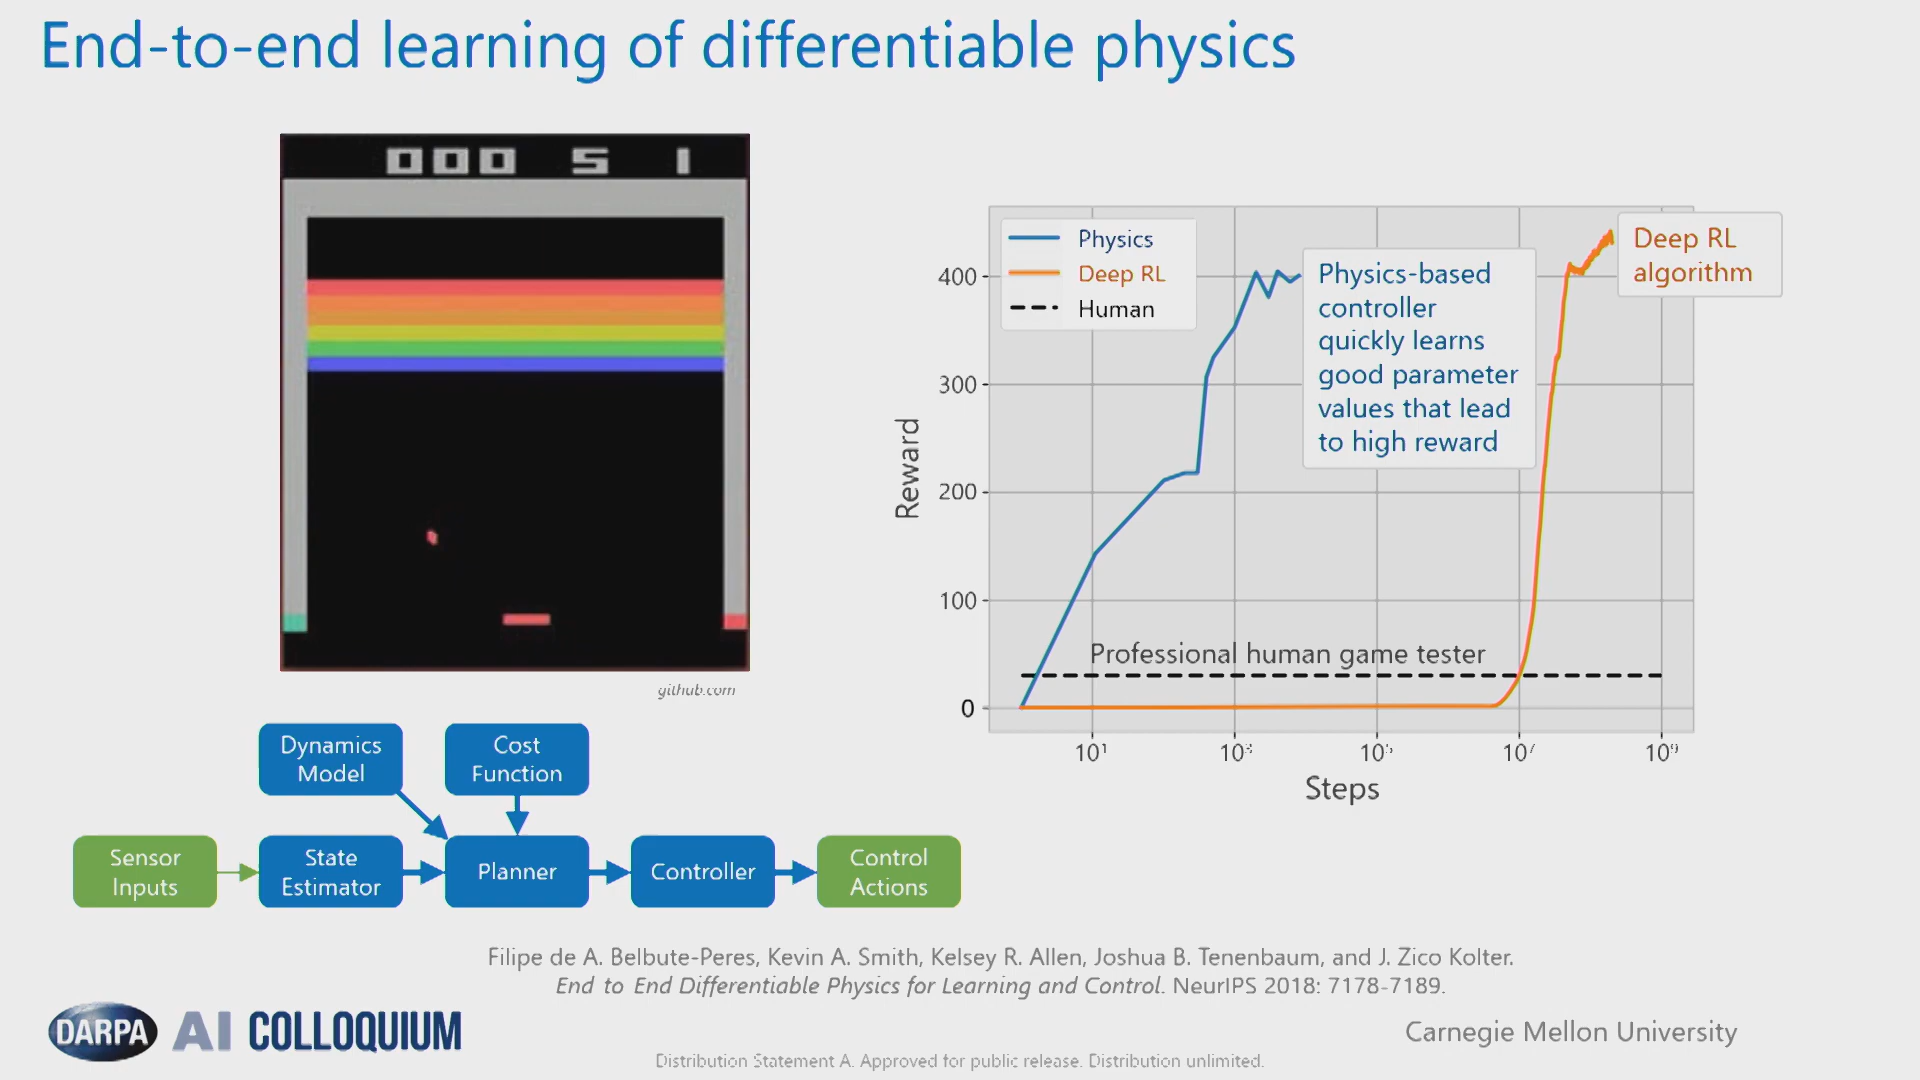 End-to-end learning of differentiable physics
000 5 1
github.com
Physics
Deep RL
Human
Physics-based
controller
quickly learns
good parameter
values that lead
to high reward
Deep RL
algorithm
Professional human game tester
400
300
200
100
0
Reward
10¹ 10³ 10⁵ 10⁷ 10⁹
Steps
Dynamics
Model
Cost
Function
Sensor
Inputs
State
Estimator
Planner
Controller
Control
Actions
Filipe de A. Belbute-Peres, Kevin A. Smith, Kelsey R. Allen, Joshua B. Tenenbaum, and J. Zico Kolter.
End to End Differentiable Physics for Learning and Control. NeurIPS 2018: 7178-7189.
DARPA AI COLLOQUIUM
Carnegie Mellon University
Distribution Statement A. Approved for public release. Distribution unlimited.